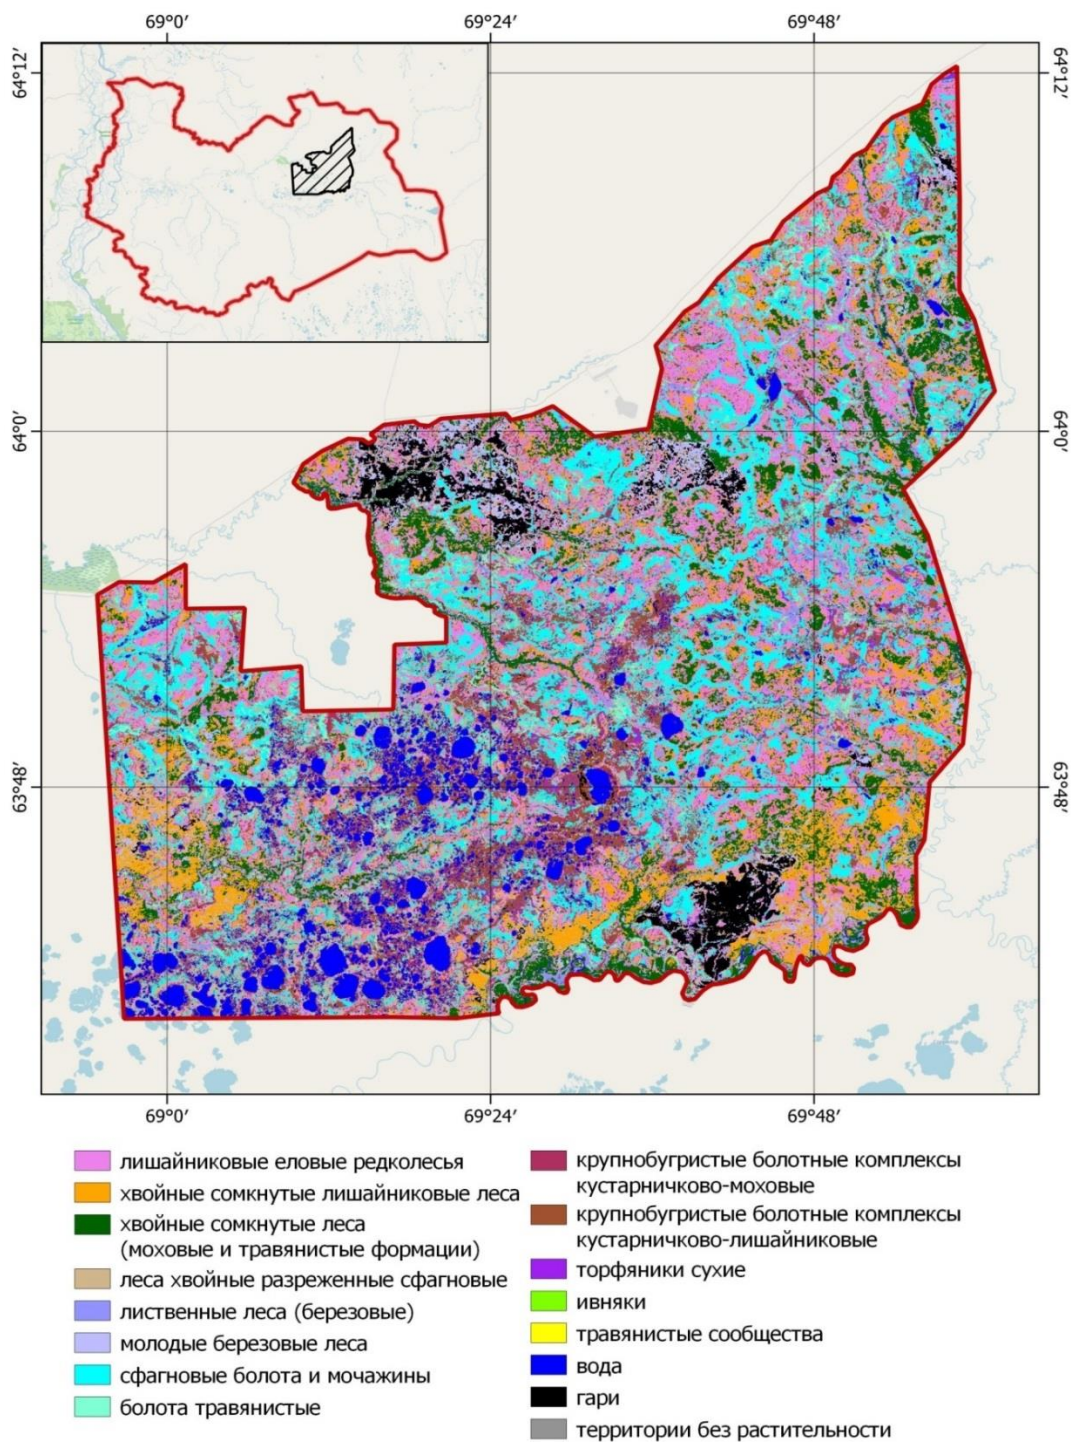 69°0′ 69°24′ 69°48′
64°12′ 64°12′
64°0′ 64°0′
63°48′ 63°48′
69°0′ 69°24′ 69°48′
лишайниковые еловые редколесья
хвойные сомкнутые лишайниковые леса
хвойные сомкнутые леса
(моховые и травянистые формации)
леса хвойные разреженные сфагновые
лиственные леса (березовые)
молодые березовые леса
сфагновые болота и мочажины
болота травянистые
крупнобугристые болотные комплексы
кустарничково-моховые
крупнобугристые болотные комплексы
кустарничково-лишайниковые
торфяники сухие
ивняки
травянистые сообщества
вода
гари
территории без растительности